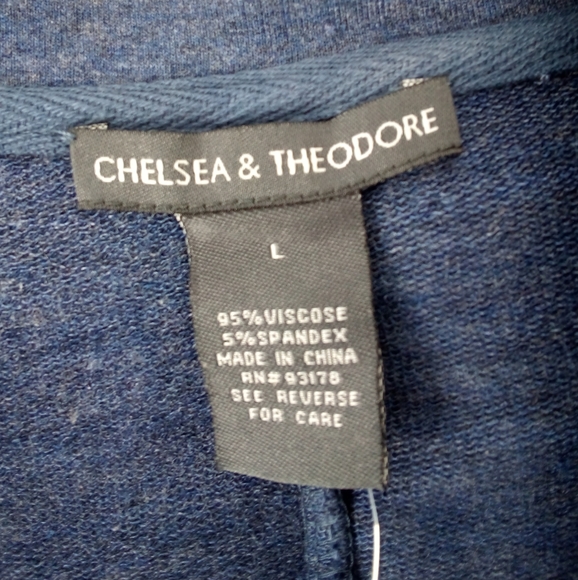 CHELSEA & THEODORE
L
95% VISCOSE
5% SPANDEX
MADE IN CHINA
RN# 93178
SEE REVERSE
FOR CARE